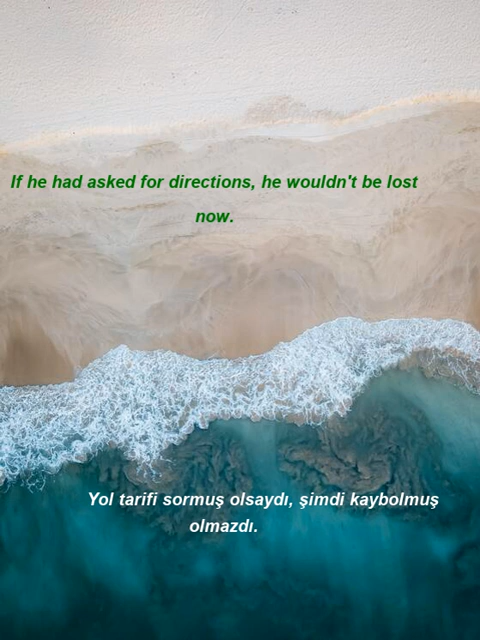 If he had asked for directions, he wouldn't be lost
now.
Yol tarifi sormuş olsaydı, şimdi kaybolmuş
olmazdı.